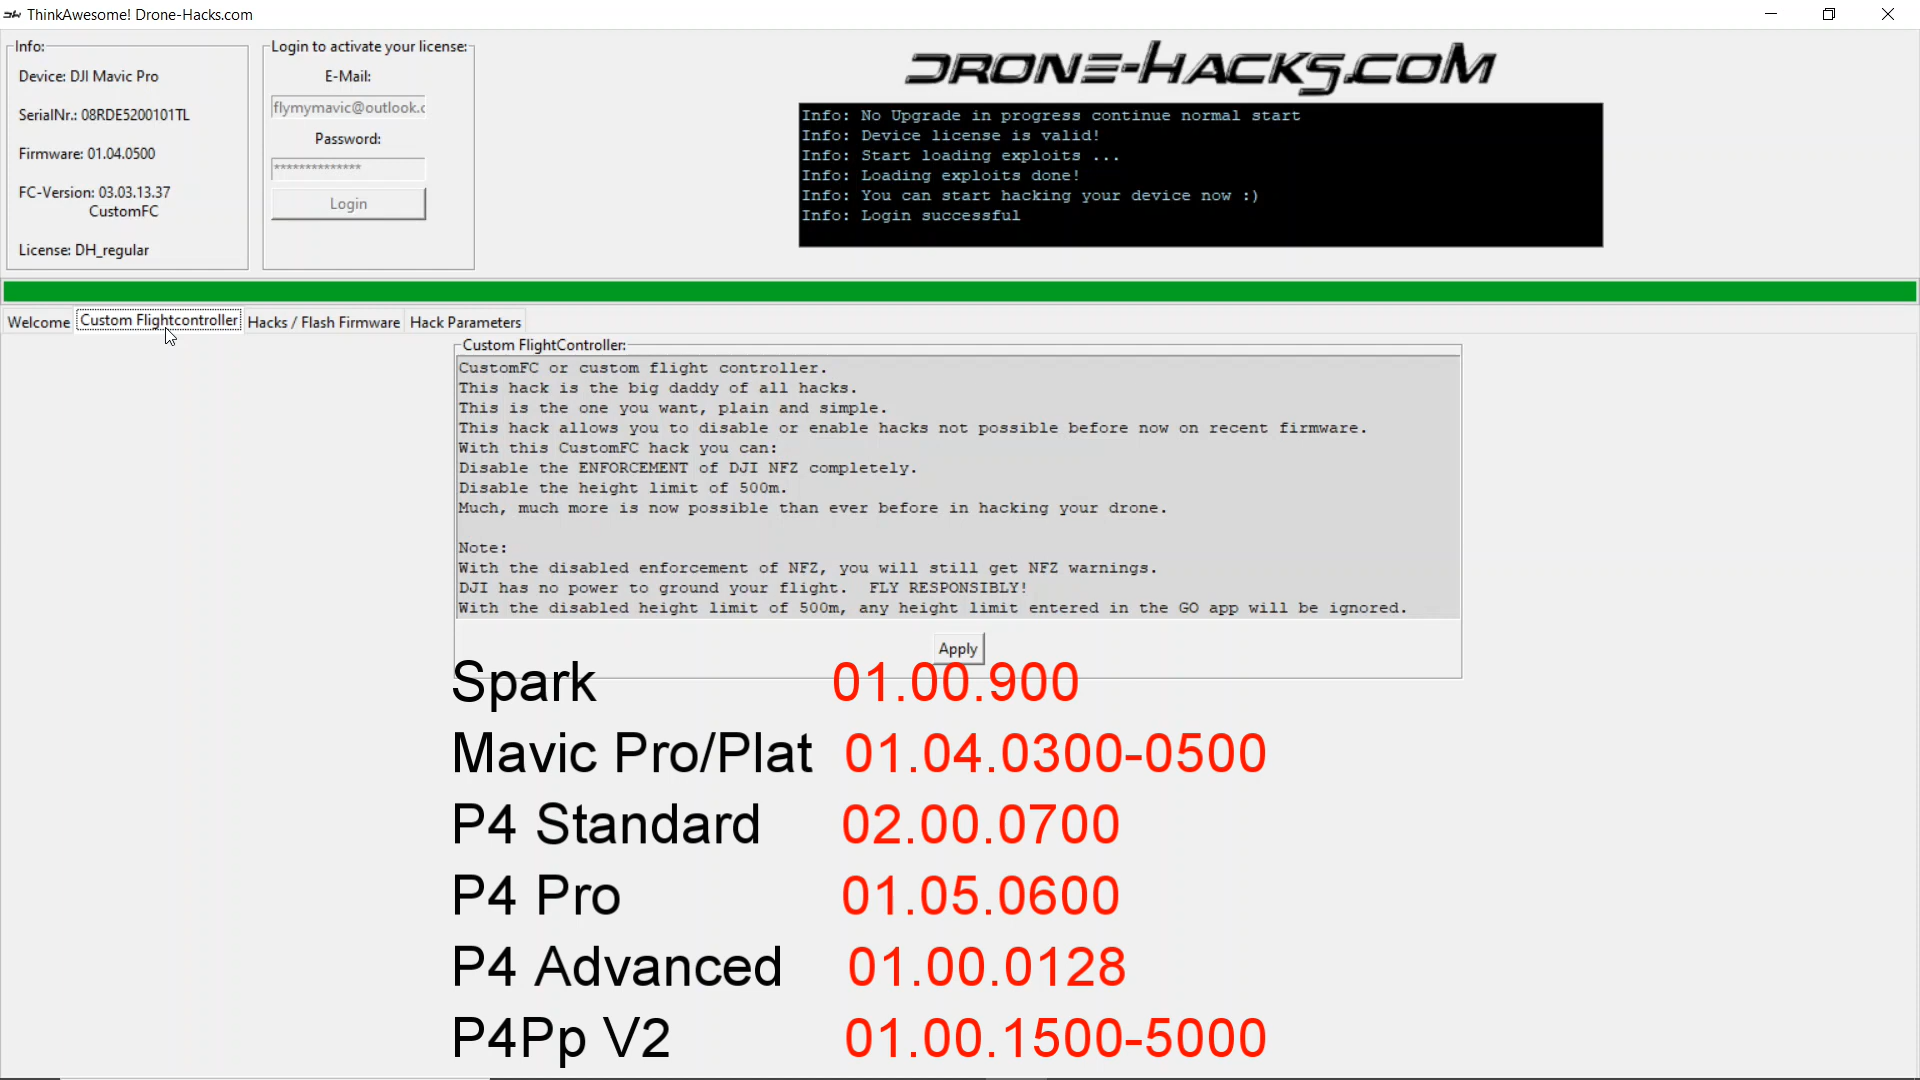 ThinkAwesome! Drone-Hacks.com
Info:
Device: DJI Mavic Pro
SerialNr.: 08RDE5200101TL
Firmware: 01.04.0500
FC-Version: 03.03.13.37
CustomFC
License: DH_regular
Login to activate your license:
E-Mail:
flymymavic@outlook.c
Password:
**************
Login
DRONE-HACKS.COM
Info: No Upgrade in progress continue normal start
Info: Device license is valid!
Info: Start loading exploits ...
Info: Loading exploits done!
Info: You can start hacking your device now :)
Info: Login successful
Welcome Custom Flightcontroller Hacks / Flash Firmware Hack Parameters
Custom FlightController:
CustomFC or custom flight controller.
This hack is the big daddy of all hacks.
This is the one you want, plain and simple.
This hack allows you to disable or enable hacks not possible before now on recent firmware.
With this CustomFC hack you can:
Disable the ENFORCEMENT of DJI NFZ completely.
Disable the height limit of 500m.
Much, much more is now possible than ever before in hacking your drone.
Note:
With the disabled enforcement of NFZ, you will still get NFZ warnings.
DJI has no power to ground your flight.  FLY RESPONSIBLY!
With the disabled height limit of 500m, any height limit entered in the GO app will be ignored.
Apply
Spark 01.00.900
Mavic Pro/Plat 01.04.0300-0500
P4 Standard 02.00.0700
P4 Pro 01.05.0600
P4 Advanced 01.00.0128
P4Pp V2 01.00.1500-5000